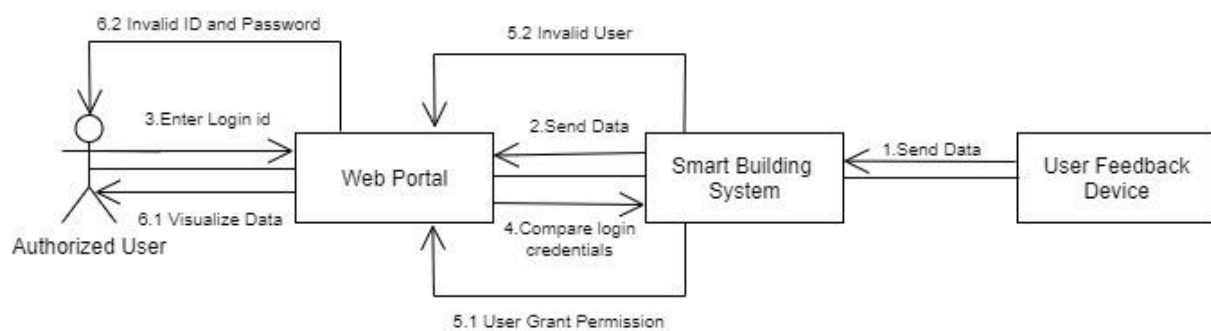 6.2 Invalid ID and Password
5.2 Invalid User
3.Enter Login id
2.Send Data
1.Send Data
Web Portal
Smart Building
System
User Feedback
Device
6.1 Visualize Data
4.Compare login
credentials
Authorized User
5.1 User Grant Permission